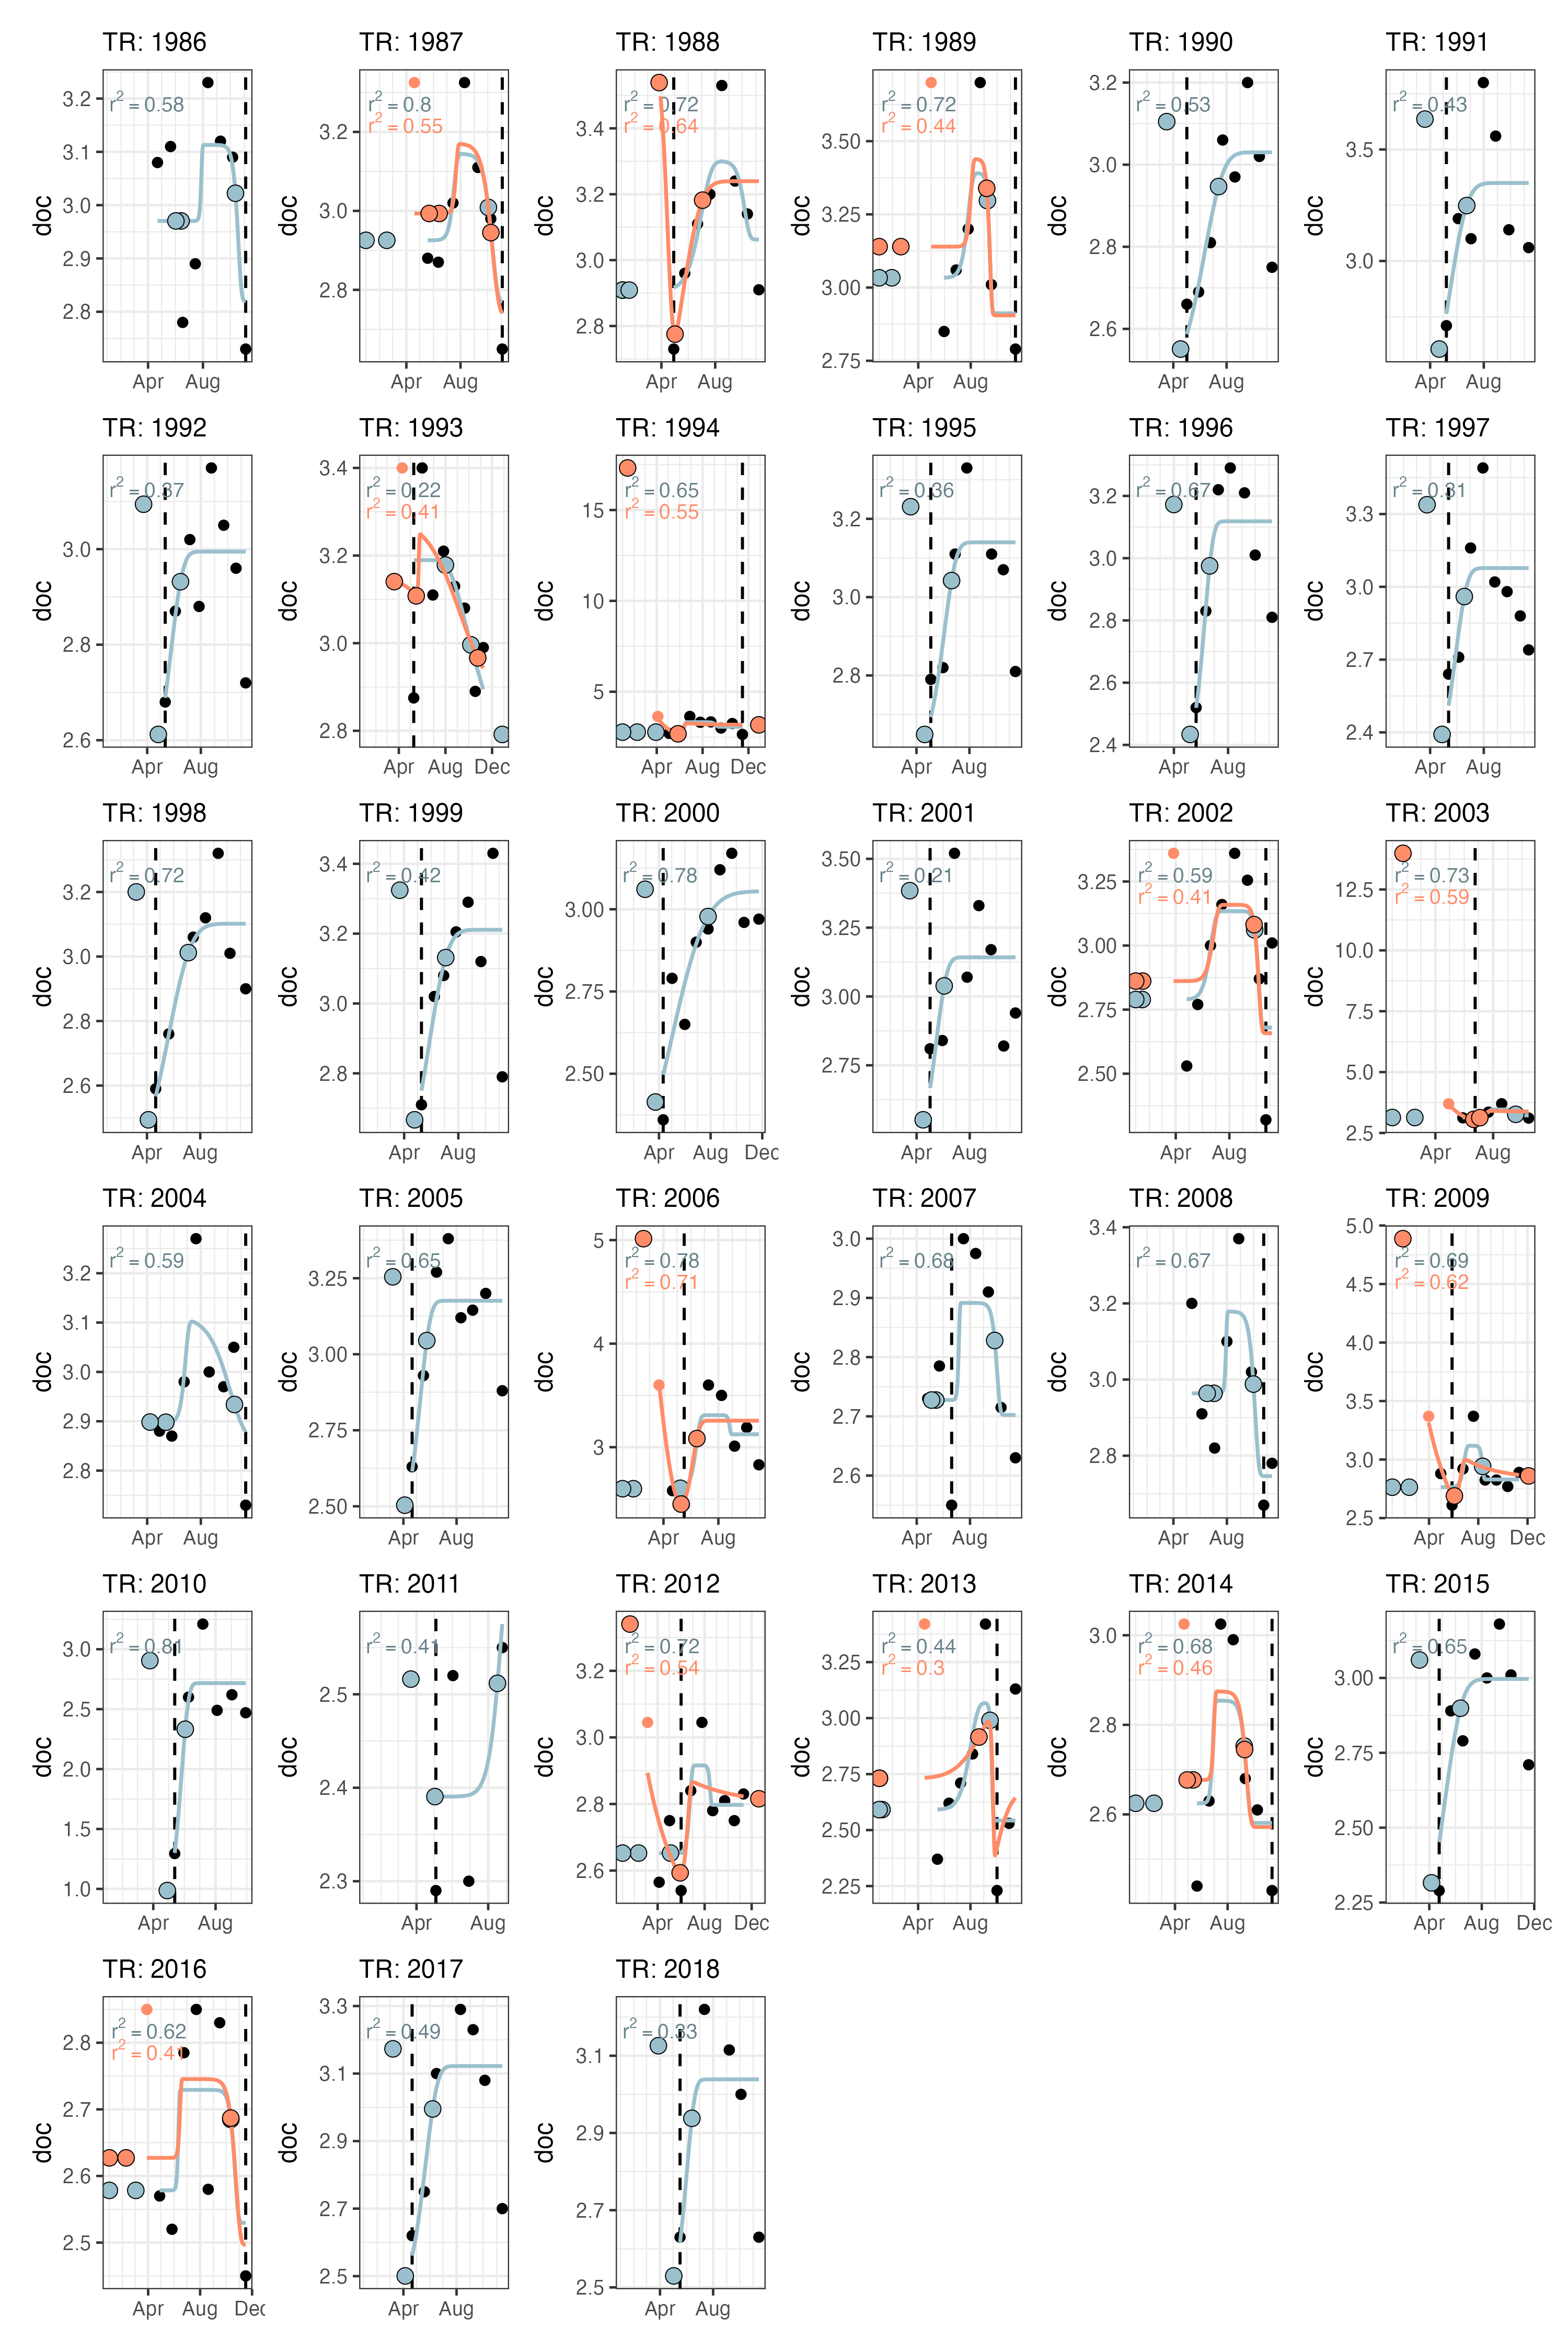 TR: 1986 TR: 1987 TR: 1988 TR: 1989 TR: 1990 TR: 1991
doc 3.2 3.1 3.0 2.9 2.8 r² = 0.58 Apr Aug
doc 3.2 3.0 2.8 r² = 0.8 r² = 0.55 Apr Aug
doc 3.4 3.2 3.0 2.8 r² = 0.72 r² = 0.64 Apr Aug
doc 3.50 3.25 3.00 2.75 r² = 0.72 r² = 0.44 Apr Aug
doc 3.2 3.0 2.8 2.6 r² = 0.53 Apr Aug
doc 3.5 3.0 r² = 0.43 Apr Aug
TR: 1992 TR: 1993 TR: 1994 TR: 1995 TR: 1996 TR: 1997
doc 3.0 2.8 2.6 r² = 0.37 Apr Aug
doc 3.4 3.2 3.0 2.8 r² = 0.22 r² = 0.41 Apr Aug Dec
doc 15 10 5 r² = 0.65 r² = 0.55 Apr Aug Dec
doc 3.2 3.0 2.8 r² = 0.36 Apr Aug
doc 3.2 3.0 2.8 2.6 2.4 r² = 0.67 Apr Aug
doc 3.3 3.0 2.7 2.4 r² = 0.31 Apr Aug
TR: 1998 TR: 1999 TR: 2000 TR: 2001 TR: 2002 TR: 2003
doc 3.2 3.0 2.8 2.6 r² = 0.72 Apr Aug
doc 3.4 3.2 3.0 2.8 r² = 0.42 Apr Aug
doc 3.00 2.75 2.50 r² = 0.78 Apr Aug Dec
doc 3.50 3.25 3.00 2.75 r² = 0.21 Apr Aug
doc 3.25 3.00 2.75 2.50 r² = 0.59 r² = 0.41 Apr Aug
doc 12.5 10.0 7.5 5.0 2.5 r² = 0.73 r² = 0.59 Apr Aug
TR: 2004 TR: 2005 TR: 2006 TR: 2007 TR: 2008 TR: 2009
doc 3.2 3.1 3.0 2.9 2.8 r² = 0.59 Apr Aug
doc 3.25 3.00 2.75 2.50 r² = 0.65 Apr Aug
doc 5 4 3 r² = 0.78 r² = 0.71 Apr Aug
doc 3.0 2.9 2.8 2.7 2.6 r² = 0.68 Apr Aug
doc 3.4 3.2 3.0 2.8 r² = 0.67 Apr Aug
doc 5.0 4.5 4.0 3.5 3.0 2.5 r² = 0.69 r² = 0.62 Apr Aug Dec
TR: 2010 TR: 2011 TR: 2012 TR: 2013 TR: 2014 TR: 2015
doc 3.0 2.5 2.0 1.5 1.0 r² = 0.81 Apr Aug
doc 2.5 2.4 2.3 r² = 0.41 Apr Aug
doc 3.2 3.0 2.8 2.6 r² = 0.72 r² = 0.54 Apr Aug Dec
doc 3.25 3.00 2.75 2.50 2.25 r² = 0.44 r² = 0.3 Apr Aug
doc 3.0 2.8 2.6 r² = 0.68 r² = 0.46 Apr Aug
doc 3.00 2.75 2.50 2.25 r² = 0.65 Apr Aug Dec
TR: 2016 TR: 2017 TR: 2018
doc 2.8 2.7 2.6 2.5 r² = 0.62 r² = 0.41 Apr Aug Dec
doc 3.3 3.1 2.9 2.7 2.5 r² = 0.49 Apr Aug
doc 3.1 2.9 2.7 2.5 r² = 0.33 Apr Aug